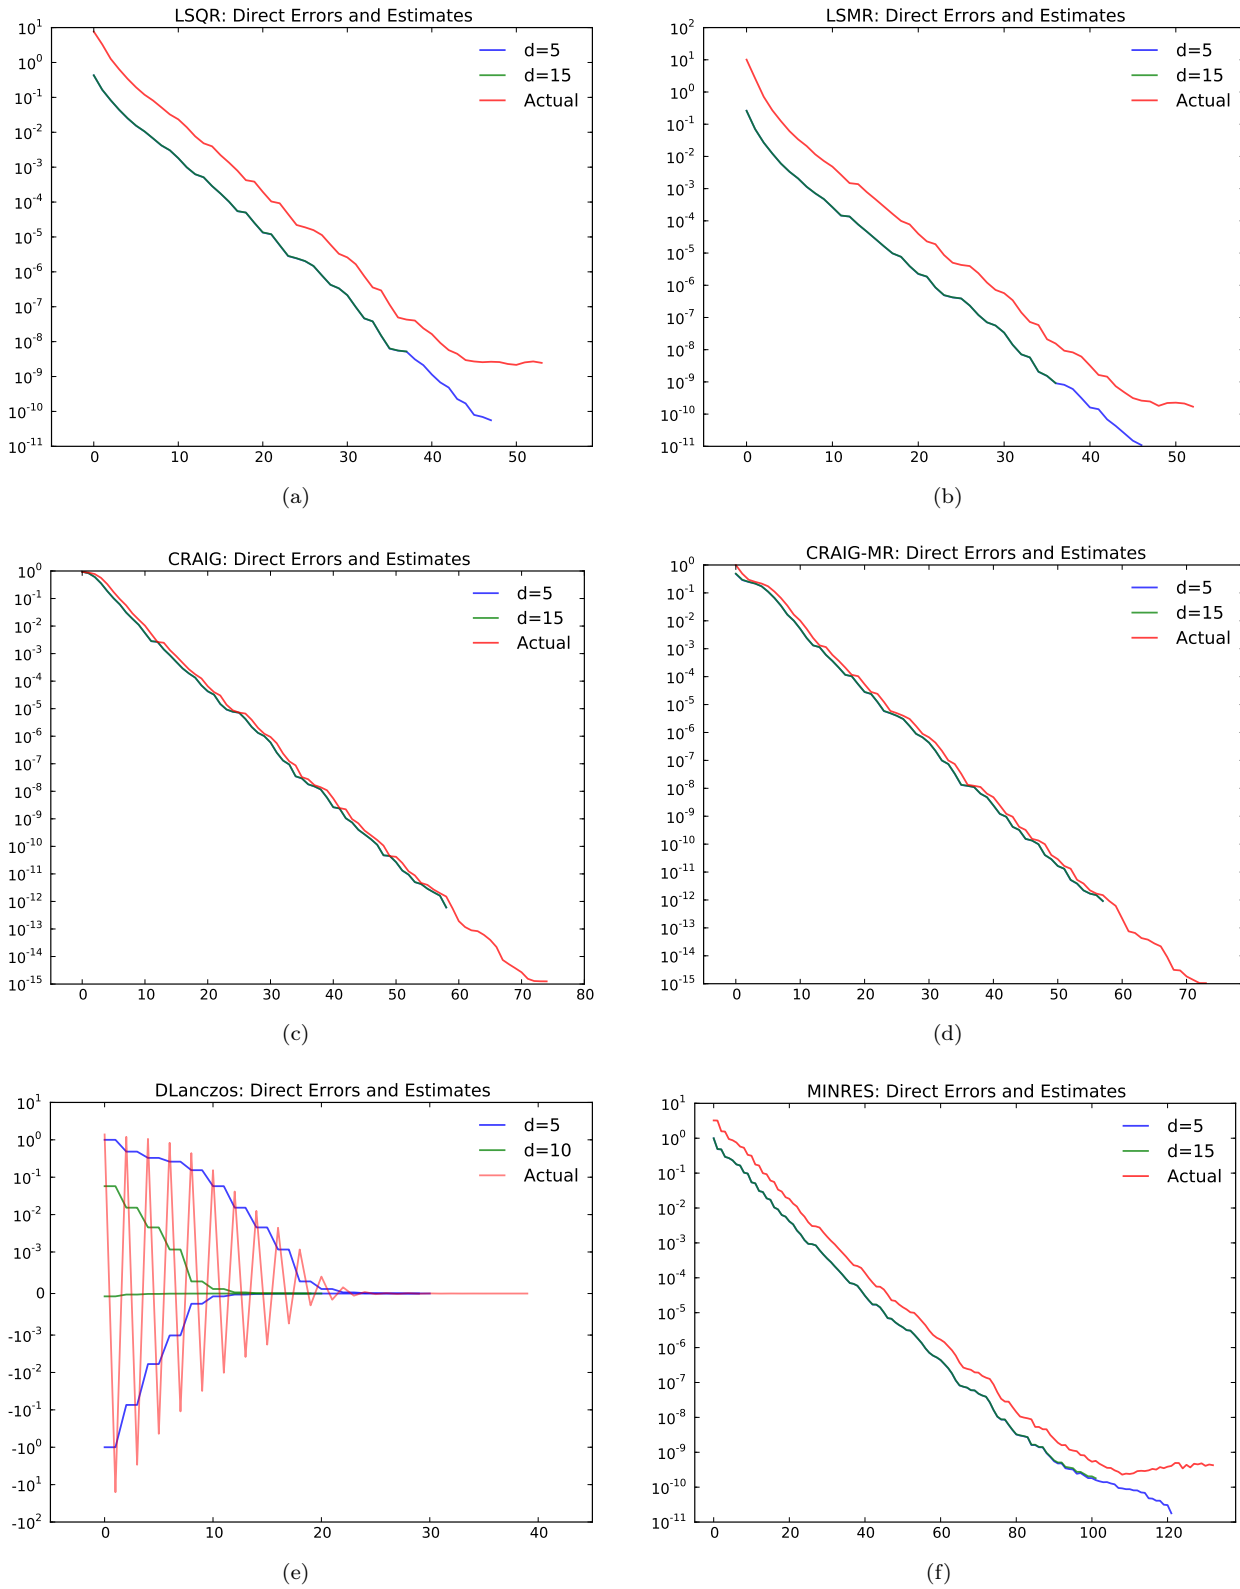 LSQR: Direct Errors and Estimates
10^1
10^0
10^-1
10^-2
10^-3
10^-4
10^-5
10^-6
10^-7
10^-8
10^-9
10^-10
10^-11
0 10 20 30 40 50
d=5
d=15
Actual
(a)
LSMR: Direct Errors and Estimates
10^2
10^1
10^0
10^-1
10^-2
10^-3
10^-4
10^-5
10^-6
10^-7
10^-8
10^-9
10^-10
10^-11
0 10 20 30 40 50
d=5
d=15
Actual
(b)
CRAIG: Direct Errors and Estimates
10^0
10^-1
10^-2
10^-3
10^-4
10^-5
10^-6
10^-7
10^-8
10^-9
10^-10
10^-11
10^-12
10^-13
10^-14
10^-15
0 10 20 30 40 50 60 70 80
d=5
d=15
Actual
(c)
CRAIG-MR: Direct Errors and Estimates
10^0
10^-1
10^-2
10^-3
10^-4
10^-5
10^-6
10^-7
10^-8
10^-9
10^-10
10^-11
10^-12
10^-13
10^-14
10^-15
0 10 20 30 40 50 60 70
d=5
d=15
Actual
(d)
DLanczos: Direct Errors and Estimates
10^1
10^0
10^-1
10^-2
10^-3
0
-10^-3
-10^-2
-10^-1
-10^0
-10^1
-10^2
0 10 20 30 40
d=5
d=10
Actual
(e)
MINRES: Direct Errors and Estimates
10^1
10^0
10^-1
10^-2
10^-3
10^-4
10^-5
10^-6
10^-7
10^-8
10^-9
10^-10
10^-11
0 20 40 60 80 100 120
d=5
d=15
Actual
(f)